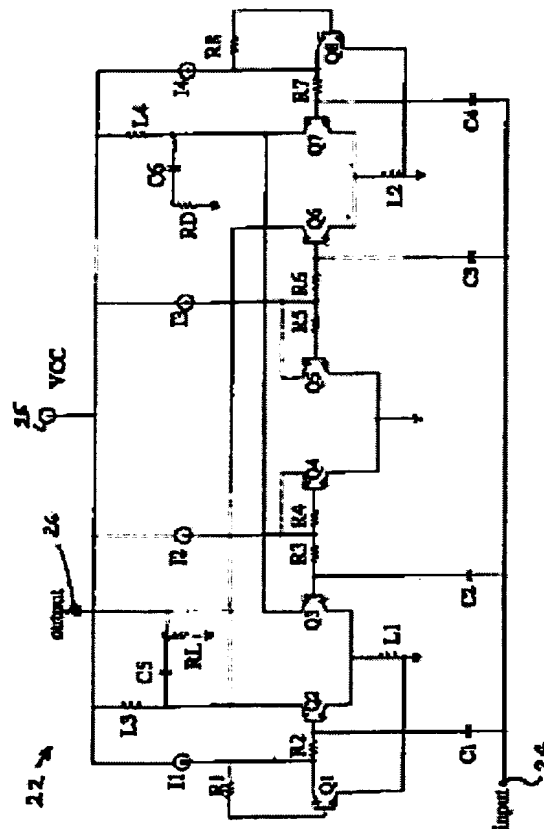 22
25
VCC
26
output
I1
I2
I3
I4
L3
C5
RL
L4
C6
RD
R1
R8
R2
R3
R4
R5
R6
R7
Q1
Q2
Q3
Q4
Q5
Q6
Q7
Q8
L1
L2
C1
C2
C3
C4
input
24